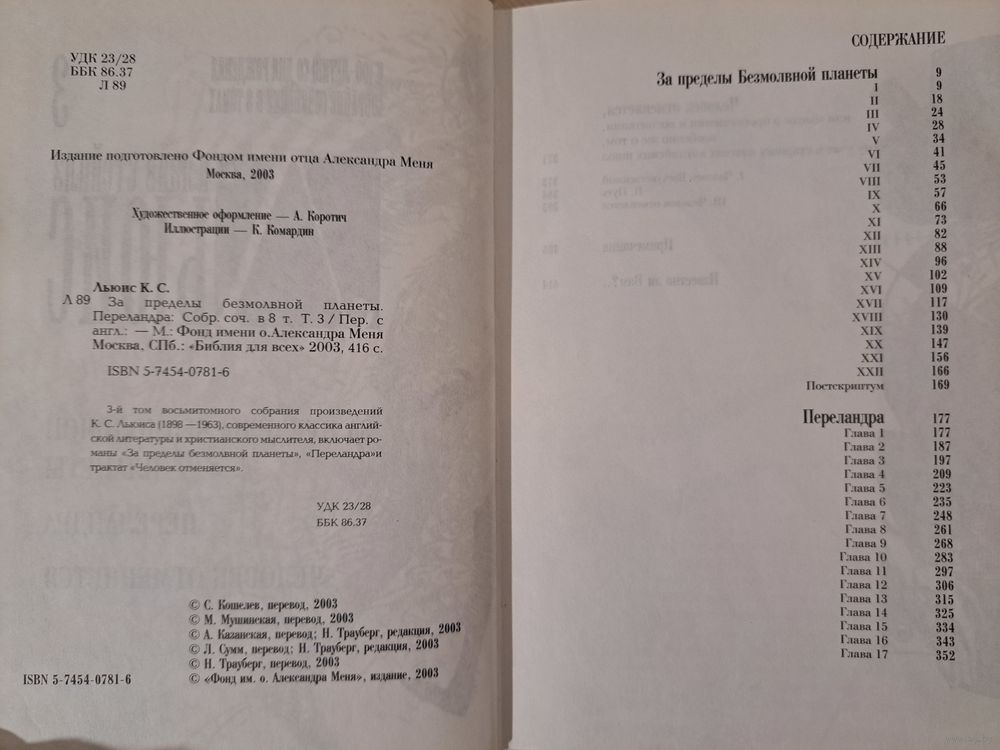 УДК 23/28
ББК 86.37
Л 89
Издание подготовлено Фондом имени отца Александра Меня
Москва, 2003
Художественное оформление — А. Коротич
Иллюстрации — К. Комардин
Льюис К. С.
Л 89 За пределы безмолвной планеты.
Переландра: Собр. соч. в 8 т. Т. 3 / Пер. с
англ.: — М.: Фонд имени о.Александра Меня
Москва, СПб.: «Библия для всех» 2003, 416 с.
ISBN 5-7454-0781-6
3-й том восьмитомного собрания произведений
К. С. Льюиса (1898 —1963), современного классика англий-
ской литературы и христианского мыслителя, включает ро-
маны «За пределы безмолвной планеты», «Переландра»и
трактат «Человек отменяется».
УДК 23/28
ББК 86.37
© С. Кошелев, перевод, 2003
© М. Мушинская, перевод, 2003
© А. Казанская, перевод; Н. Трауберг, редакция, 2003
© Л. Сумм, перевод; Н. Трауберг, редакция, 2003
© Н. Трауберг, перевод, 2003
© «Фонд им. о. Александра Меня», издание, 2003
ISBN 5-7454-0781-6
СОДЕРЖАНИЕ
За пределы Безмолвной планеты 9
I 9
II 18
III 24
IV 28
V 34
VI 41
VII 45
VIII 53
IX 57
X 66
XI 73
XII 82
XIII 88
XIV 96
XV 102
XVI 109
XVII 117
XVIII 130
XIX 139
XX 147
XXI 156
XXII 166
Постскриптум 169
Переландра 177
Глава 1 177
Глава 2 187
Глава 3 197
Глава 4 209
Глава 5 223
Глава 6 235
Глава 7 248
Глава 8 261
Глава 9 268
Глава 10 283
Глава 11 297
Глава 12 306
Глава 13 315
Глава 14 325
Глава 15 334
Глава 16 343
Глава 17 352